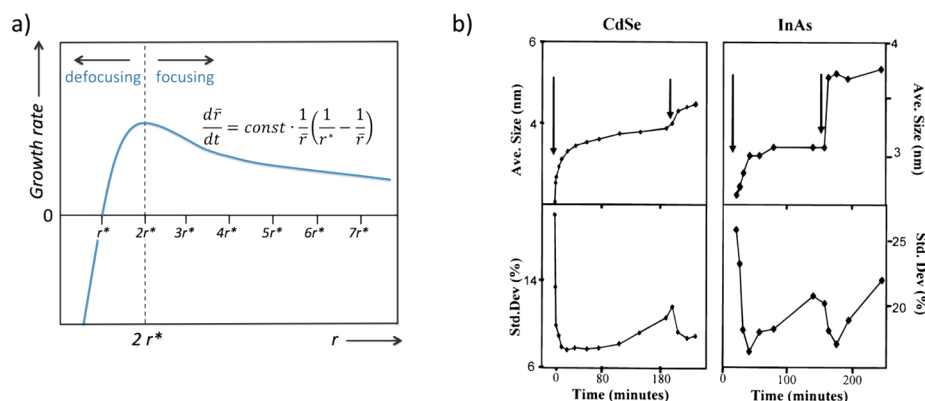 a)
defocusing focusing
Growth rate
dr̄/dt = const · 1/r̄ (1/r* − 1/r̄)
0
r* 2r* 3r* 4r* 5r* 6r* 7r*
2 r*
r
b)
CdSe InAs
6
4
Ave. Size (nm)
4
3
Ave. Size (nm)
14
6
Std.Dev (%)
25
20
Std. Dev (%)
0 80 180
Time (minutes)
0 100 200
Time (minutes)